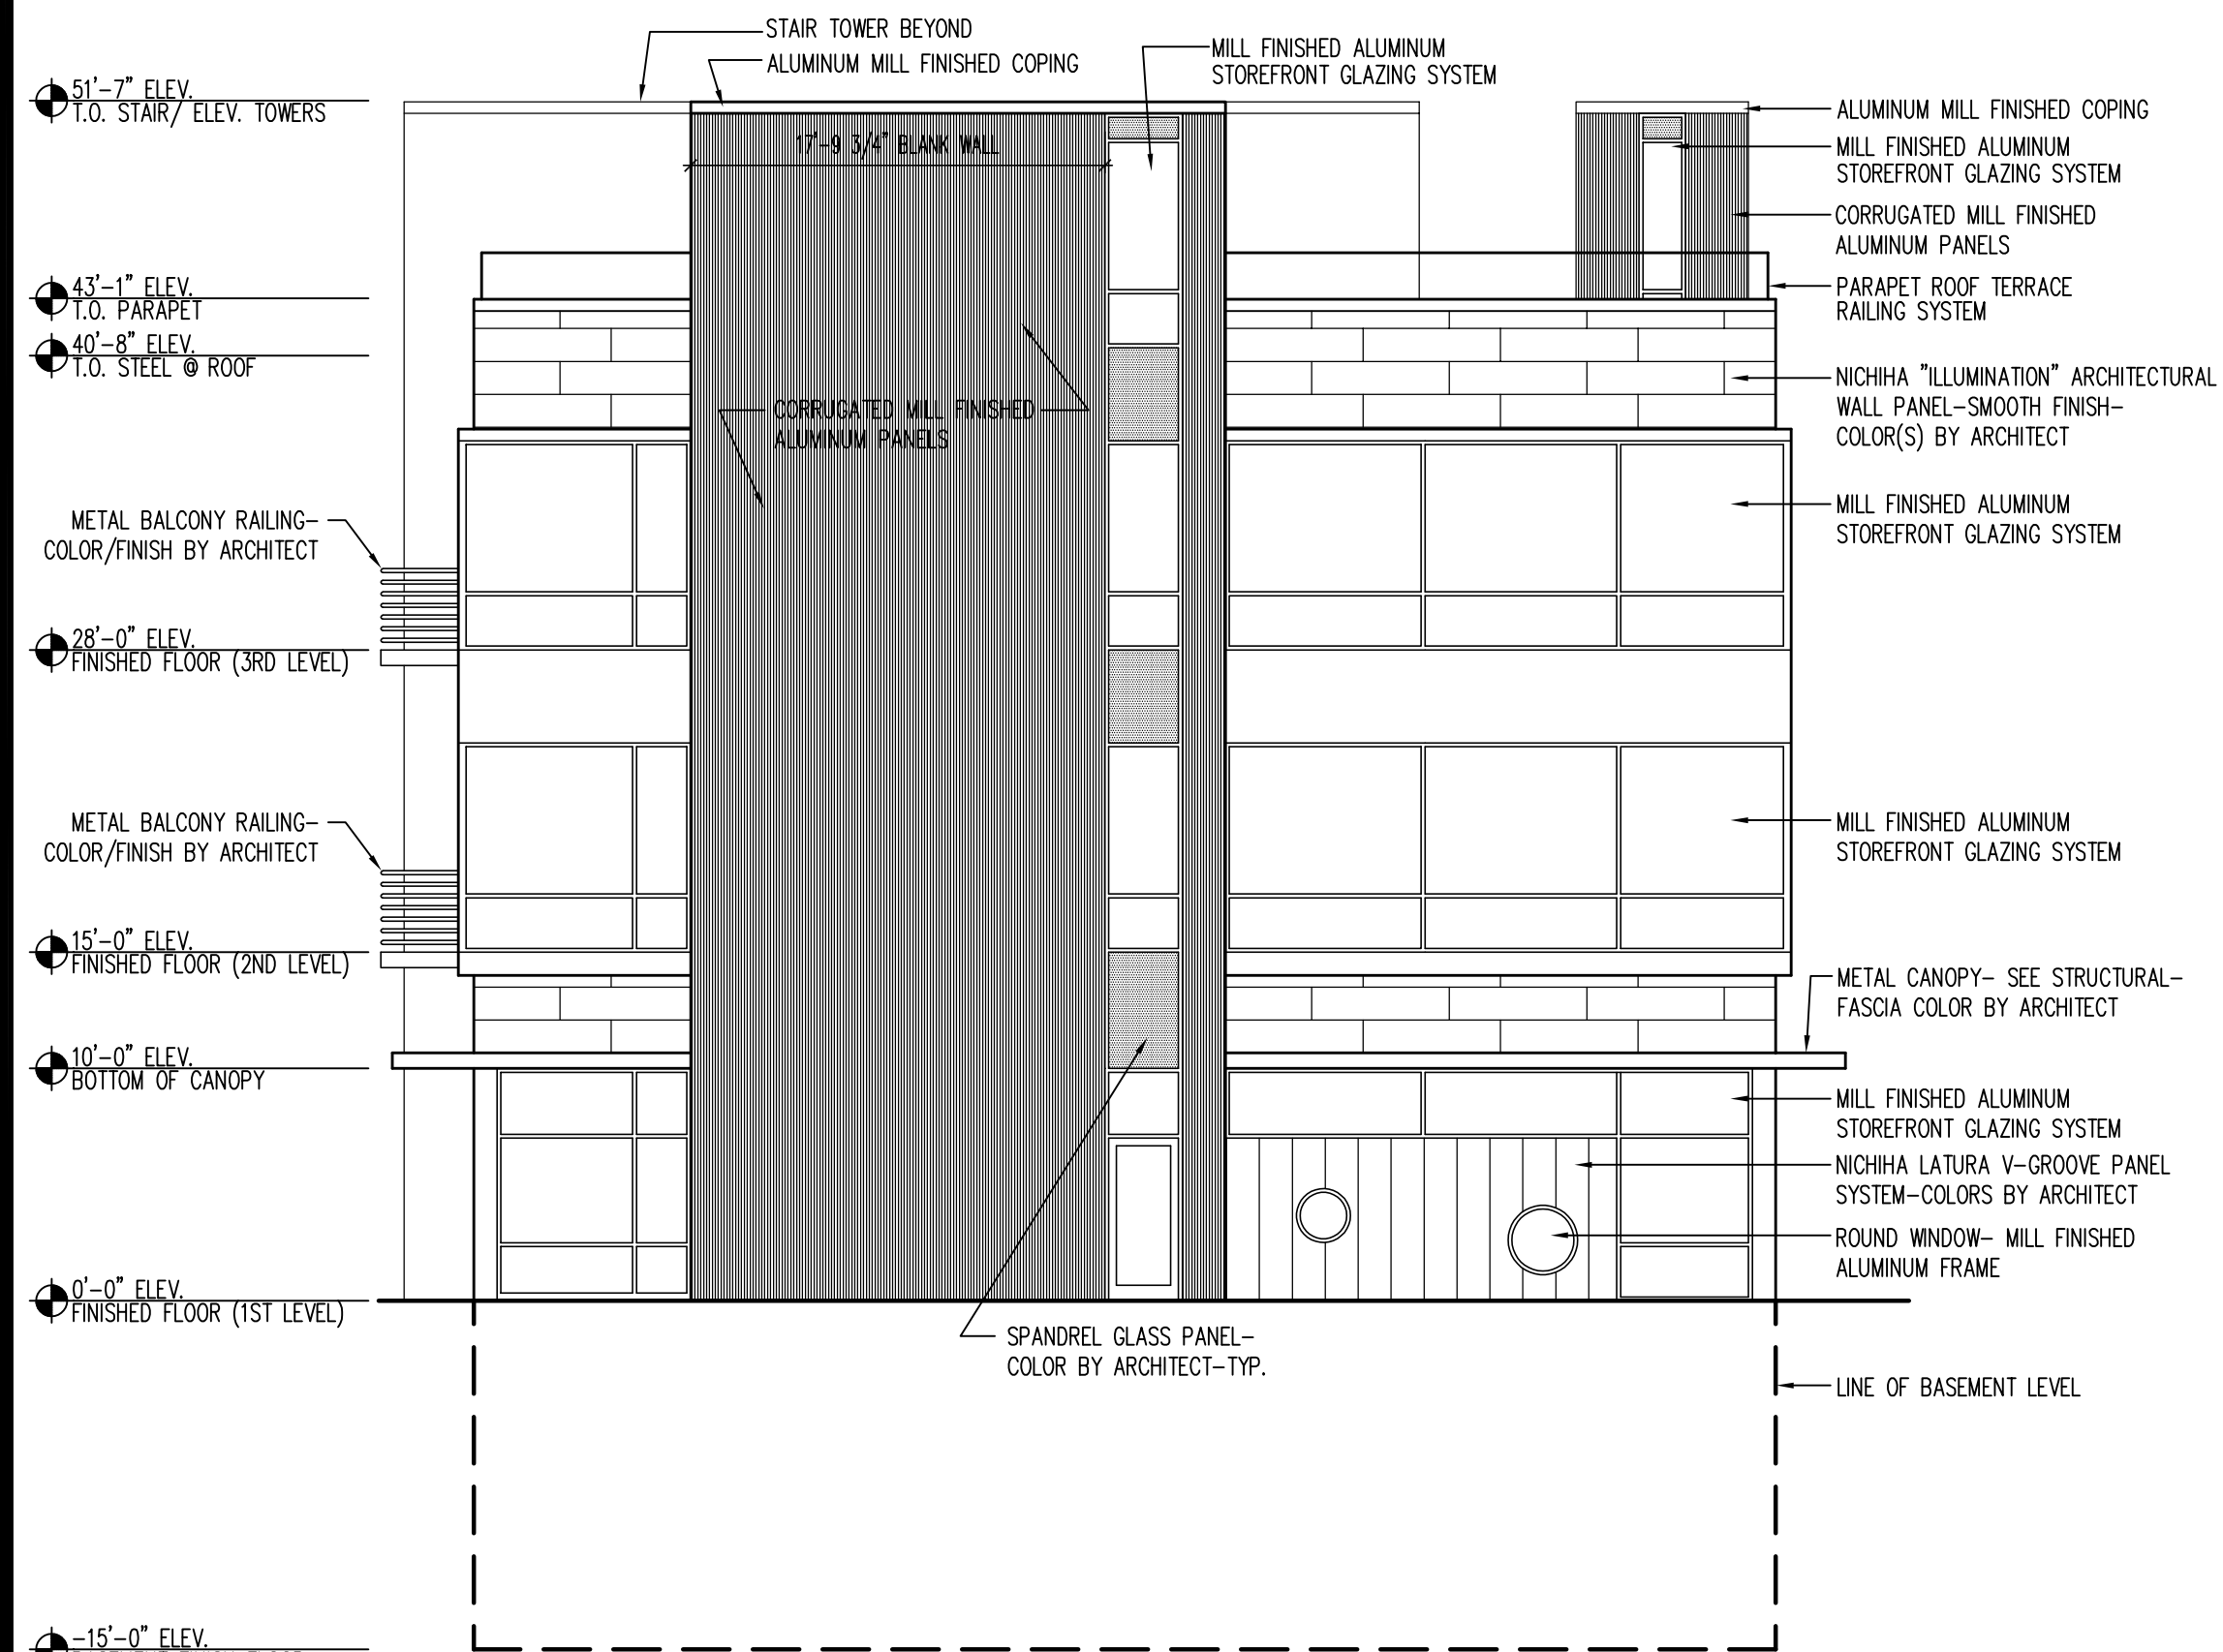 STAIR TOWER BEYOND
ALUMINUM MILL FINISHED COPING
MILL FINISHED ALUMINUM
STOREFRONT GLAZING SYSTEM
51'-7" ELEV.
T.O. STAIR/ ELEV. TOWERS
17'-9 3/4" BLANK WALL
ALUMINUM MILL FINISHED COPING
MILL FINISHED ALUMINUM
STOREFRONT GLAZING SYSTEM
CORRUGATED MILL FINISHED
ALUMINUM PANELS
43'-1" ELEV.
T.O. PARAPET
PARAPET ROOF TERRACE
RAILING SYSTEM
40'-8" ELEV.
T.O. STEEL @ ROOF
NICHIHA "ILLUMINATION" ARCHITECTURAL
WALL PANEL-SMOOTH FINISH-
COLOR(S) BY ARCHITECT
CORRUGATED MILL FINISHED
ALUMINUM PANELS
MILL FINISHED ALUMINUM
STOREFRONT GLAZING SYSTEM
METAL BALCONY RAILING-
COLOR/FINISH BY ARCHITECT
28'-0" ELEV.
FINISHED FLOOR (3RD LEVEL)
METAL BALCONY RAILING-
COLOR/FINISH BY ARCHITECT
MILL FINISHED ALUMINUM
STOREFRONT GLAZING SYSTEM
15'-0" ELEV.
FINISHED FLOOR (2ND LEVEL)
METAL CANOPY- SEE STRUCTURAL-
FASCIA COLOR BY ARCHITECT
10'-0" ELEV.
BOTTOM OF CANOPY
MILL FINISHED ALUMINUM
STOREFRONT GLAZING SYSTEM
NICHIHA LATURA V-GROOVE PANEL
SYSTEM-COLORS BY ARCHITECT
ROUND WINDOW- MILL FINISHED
ALUMINUM FRAME
0'-0" ELEV.
FINISHED FLOOR (1ST LEVEL)
SPANDREL GLASS PANEL-
COLOR BY ARCHITECT-TYP.
LINE OF BASEMENT LEVEL
-15'-0" ELEV.